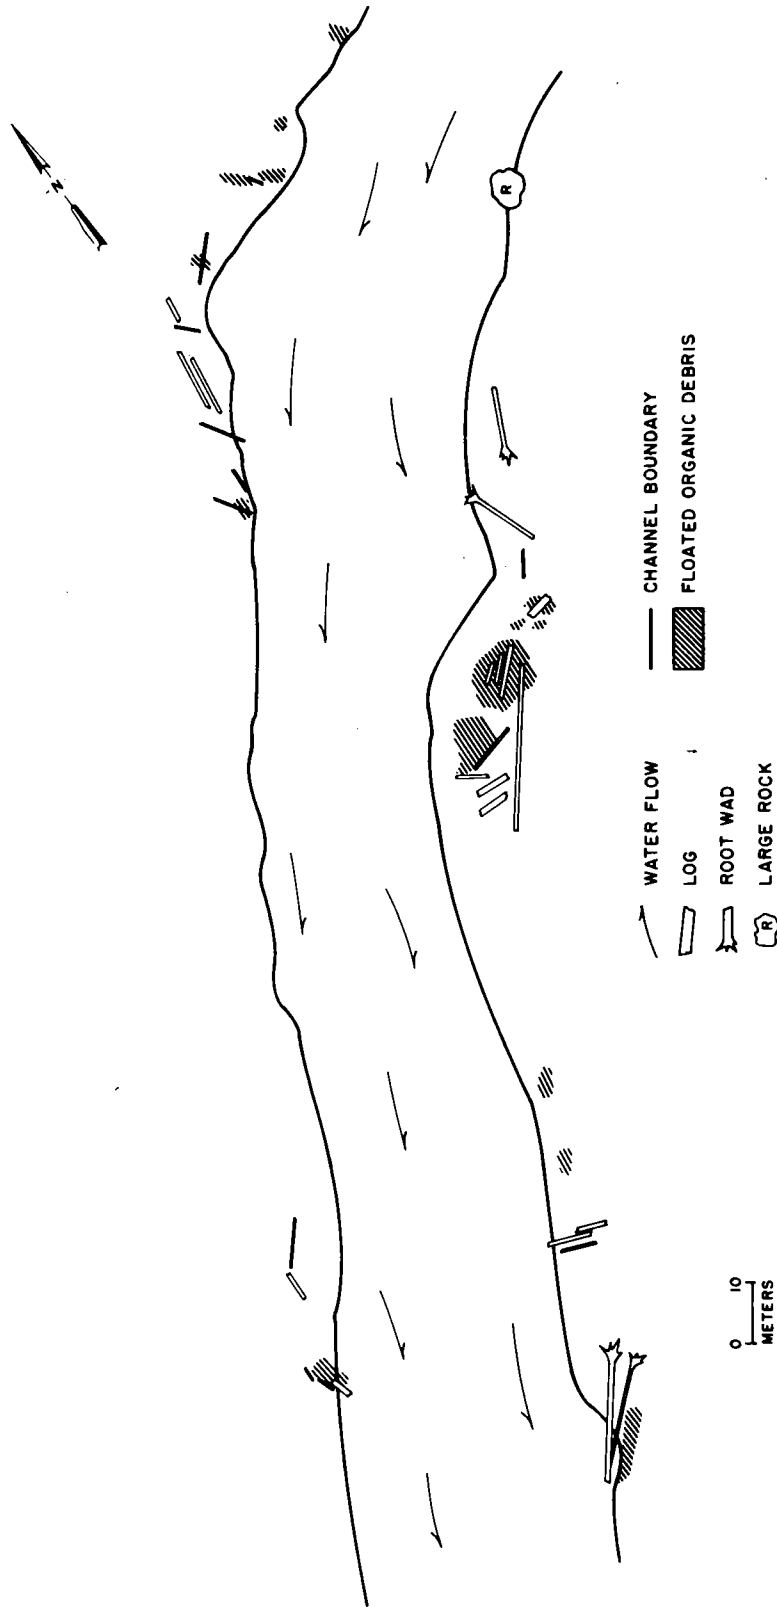 N
R
WATER FLOW
LOG
ROOT WAD
R
LARGE ROCK
CHANNEL BOUNDARY
FLOATED ORGANIC DEBRIS
0 10
METERS